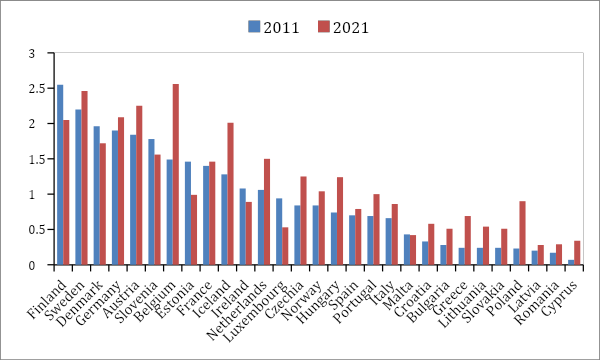 2011 2021
3
2.5
2
1.5
1
0.5
0
Finland
Sweden
Denmark
Germany
Austria
Slovenia
Belgium
Estonia
France
Iceland
Ireland
Netherlands
Luxembourg
Czechia
Norway
Hungary
Spain
Portugal
Italy
Malta
Croatia
Bulgaria
Greece
Lithuania
Slovakia
Poland
Latvia
Romania
Cyprus